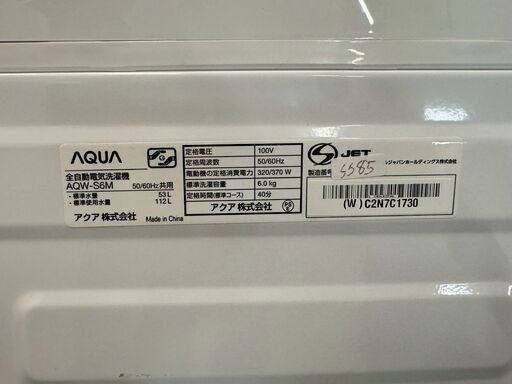 AQUA
全自動電気洗濯機
AQW-S6M 50/60Hz共用
・標準水量 53L
・標準使用水量 112L
アクア 株式会社 Made in China
定格電圧 100V
定格周波数 50/60Hz
電動機の定格消費電力 320/370 W
標準洗濯容量 6.0 kg
定格時間(標準コース) 40分
アクア 株式会社
PS
E
S JET
ルジャパンホールディングス株式会社
製造番号
5585
(W) C2N7C1730